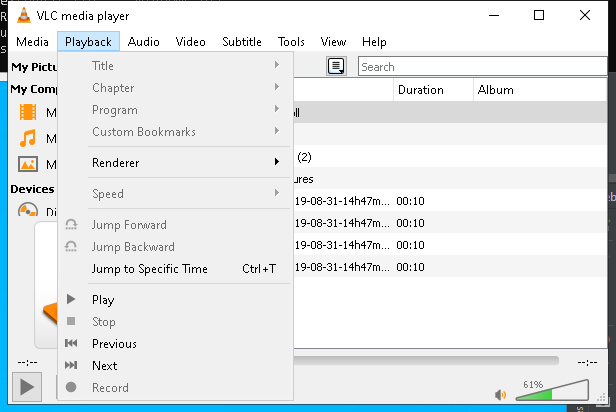 VLC media player
Media Playback Audio Video Subtitle Tools View Help
My Pictu
Title
Search
My Comp
Chapter
Duration Album
Program
Custom Bookmarks
(2)
Renderer
Devices
Speed
19-08-31-14h47m... 00:10
Jump Forward
19-08-31-14h47m... 00:10
Jump Backward
19-08-31-14h47m... 00:10
Jump to Specific Time Ctrl+T
19-08-31-14h47m... 00:10
Play
Stop
Previous
Next
--:--
--:--
Record
61%